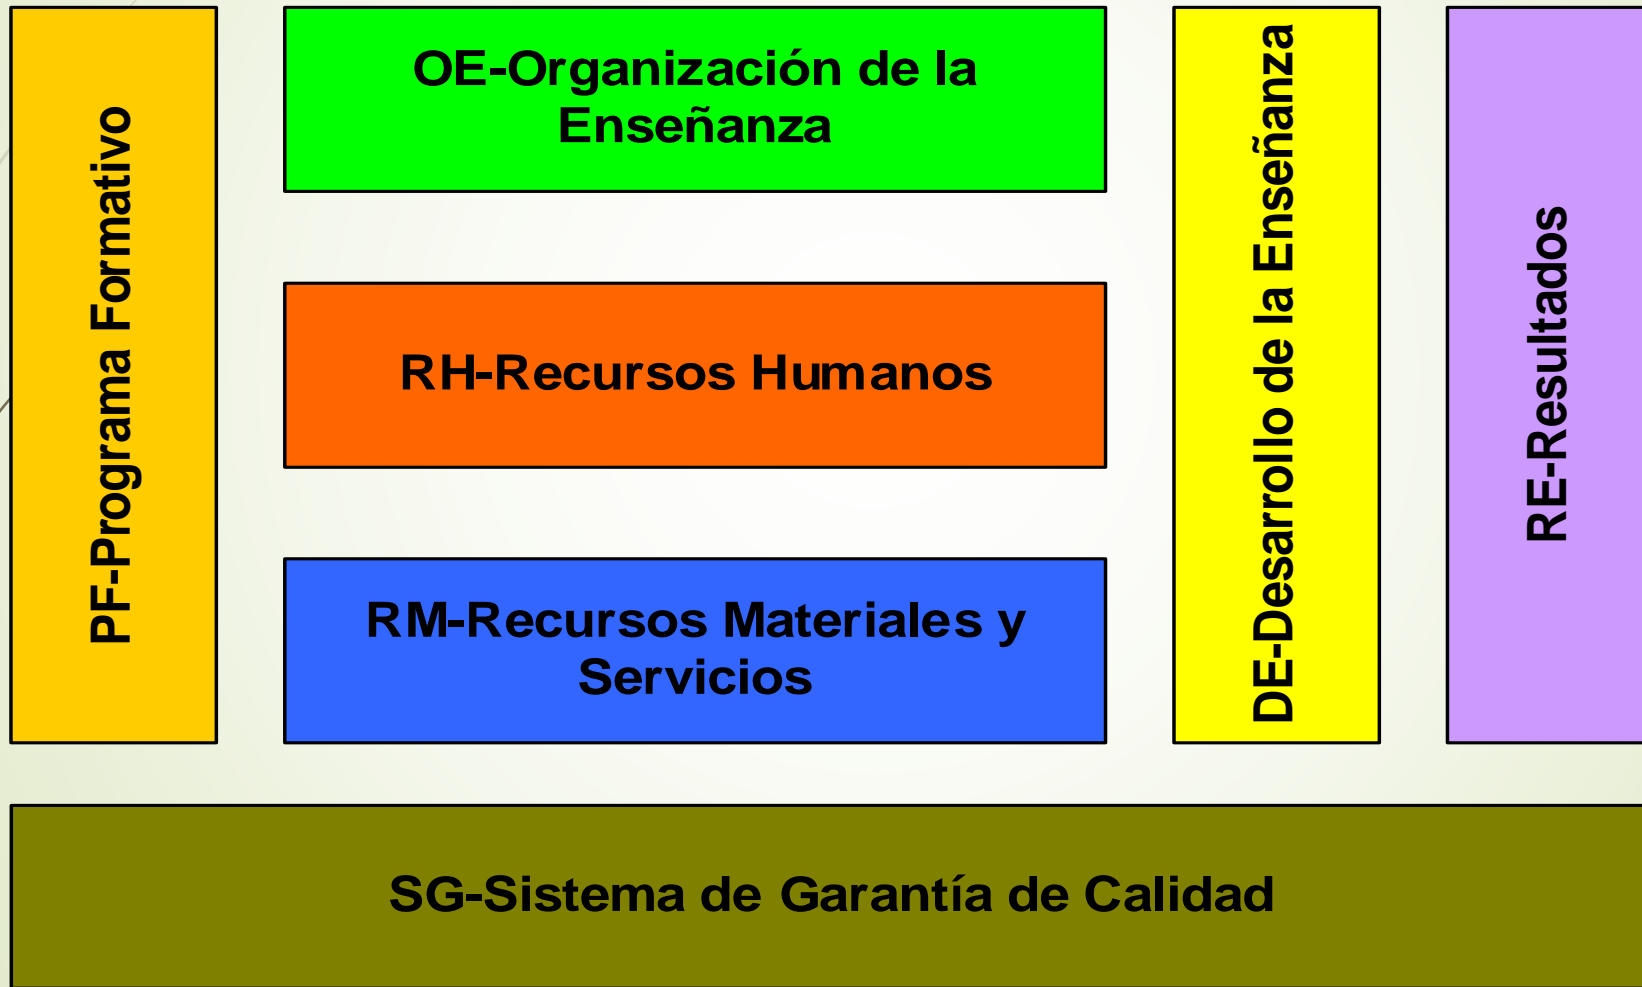 PF-Programa Formativo
OE-Organización de la
Enseñanza
RH-Recursos Humanos
RM-Recursos Materiales y
Servicios
DE-Desarrollo de la Enseñanza
RE-Resultados
SG-Sistema de Garantía de Calidad